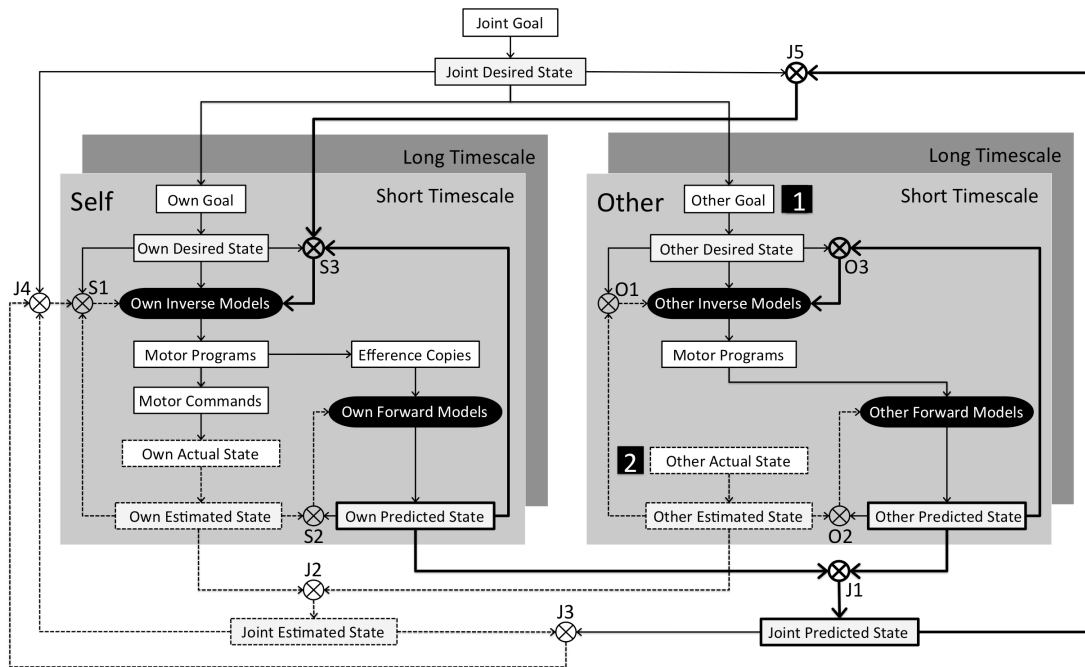 Joint Goal
J5
Joint Desired State
Long Timescale
Long Timescale
Self
Short Timescale
Other
Short Timescale
Own Goal
Other Goal
1
Own Desired State
Other Desired State
S3
O3
J4
S1
O1
Own Inverse Models
Other Inverse Models
Motor Programs
Efference Copies
Motor Programs
Motor Commands
Own Forward Models
Other Forward Models
Own Actual State
2
Other Actual State
Own Estimated State
Own Predicted State
Other Estimated State
Other Predicted State
S2
O2
J2
J1
J3
Joint Estimated State
Joint Predicted State